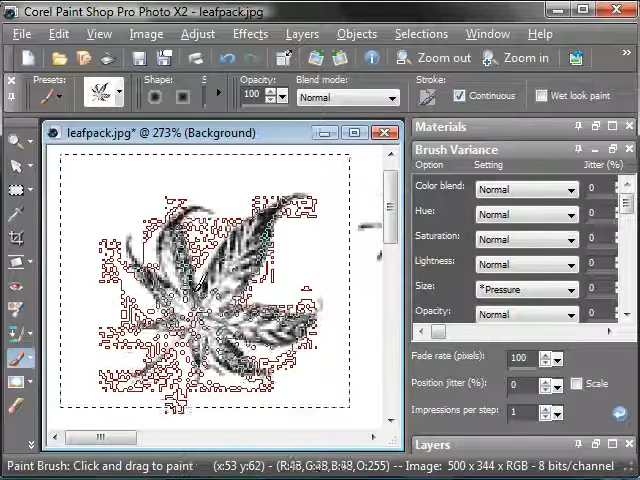 Corel Paint Shop Pro Photo X2 - leafpack.jpg
File Edit View Image Adjust Effects Layers Objects Selections Window Help
Zoom out Zoom in
Presets: Shape: S Opacity: Blend mode: Stroke:
100 Normal Continuous Wet look paint
leafpack.jpg* @ 273% (Background)
Materials
Brush Variance
Option Setting Jitter (%)
Color blend: Normal 0
Hue: Normal 0
Saturation: Normal 0
Lightness: Normal 0
Size: *Pressure 0
Opacity: Normal 0
Fade rate (pixels): 100
Position jitter (%): 0 Scale
Impressions per step: 1
Layers
Paint Brush: Click and drag to paint (x:53 y:62) - (R:48,G:48,B:48,O:255) -- Image: 500 x 344 x RGB - 8 bits/channel